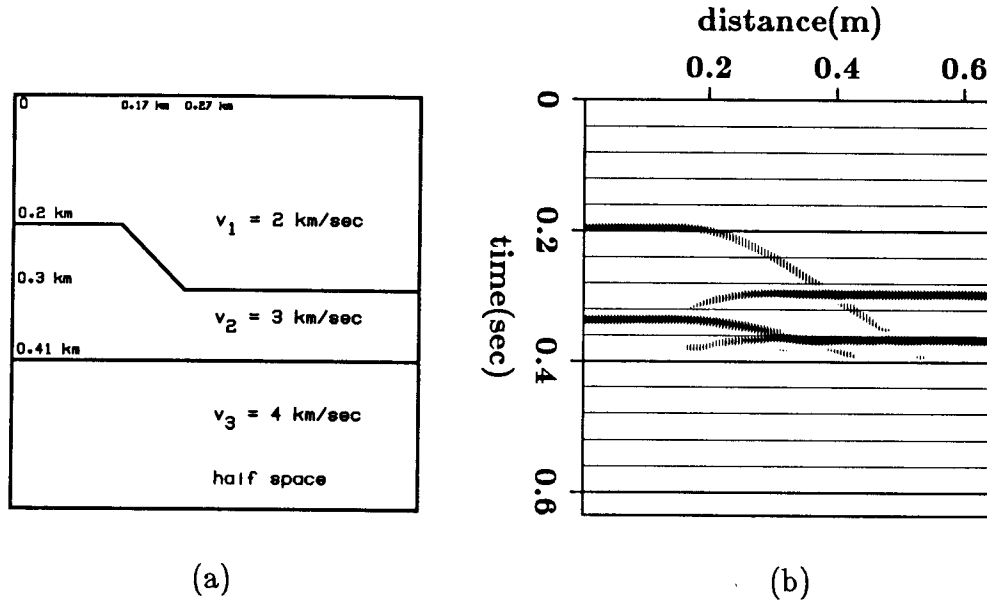 0
0.17 km 0.27 km
0.2 km
v1 = 2 km/sec
0.3 km
v2 = 3 km/sec
0.41 km
v3 = 4 km/sec
half space
(a)
distance(m)
0.2 0.4 0.6
0
0.2
0.4
0.6
time(sec)
(b)